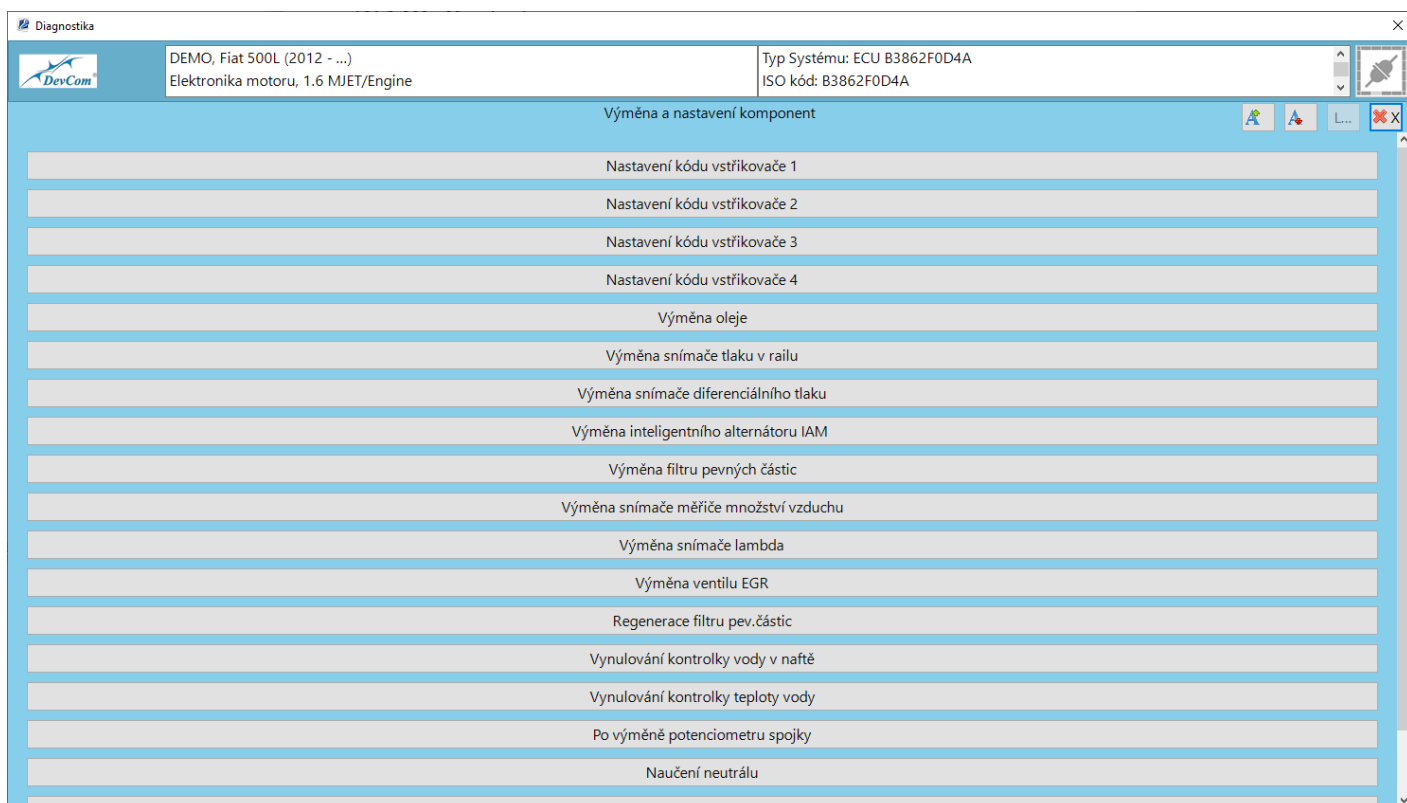 Diagnostika
DevCom
DEMO, Fiat 500L (2012 - ...)
Elektronika motoru, 1.6 MJET/Engine
Typ Systému: ECU B3862F0D4A
ISO kód: B3862F0D4A
Výměna a nastavení komponent
A A L... X
Nastavení kódu vstřikovače 1
Nastavení kódu vstřikovače 2
Nastavení kódu vstřikovače 3
Nastavení kódu vstřikovače 4
Výměna oleje
Výměna snímače tlaku v railu
Výměna snímače diferenciálního tlaku
Výměna inteligentního alternátoru IAM
Výměna filtru pevných částic
Výměna snímače měřiče množství vzduchu
Výměna snímače lambda
Výměna ventilu EGR
Regenerace filtru pev.částic
Vynulování kontrolky vody v naftě
Vynulování kontrolky teploty vody
Po výměně potenciometru spojky
Naučení neutrálu